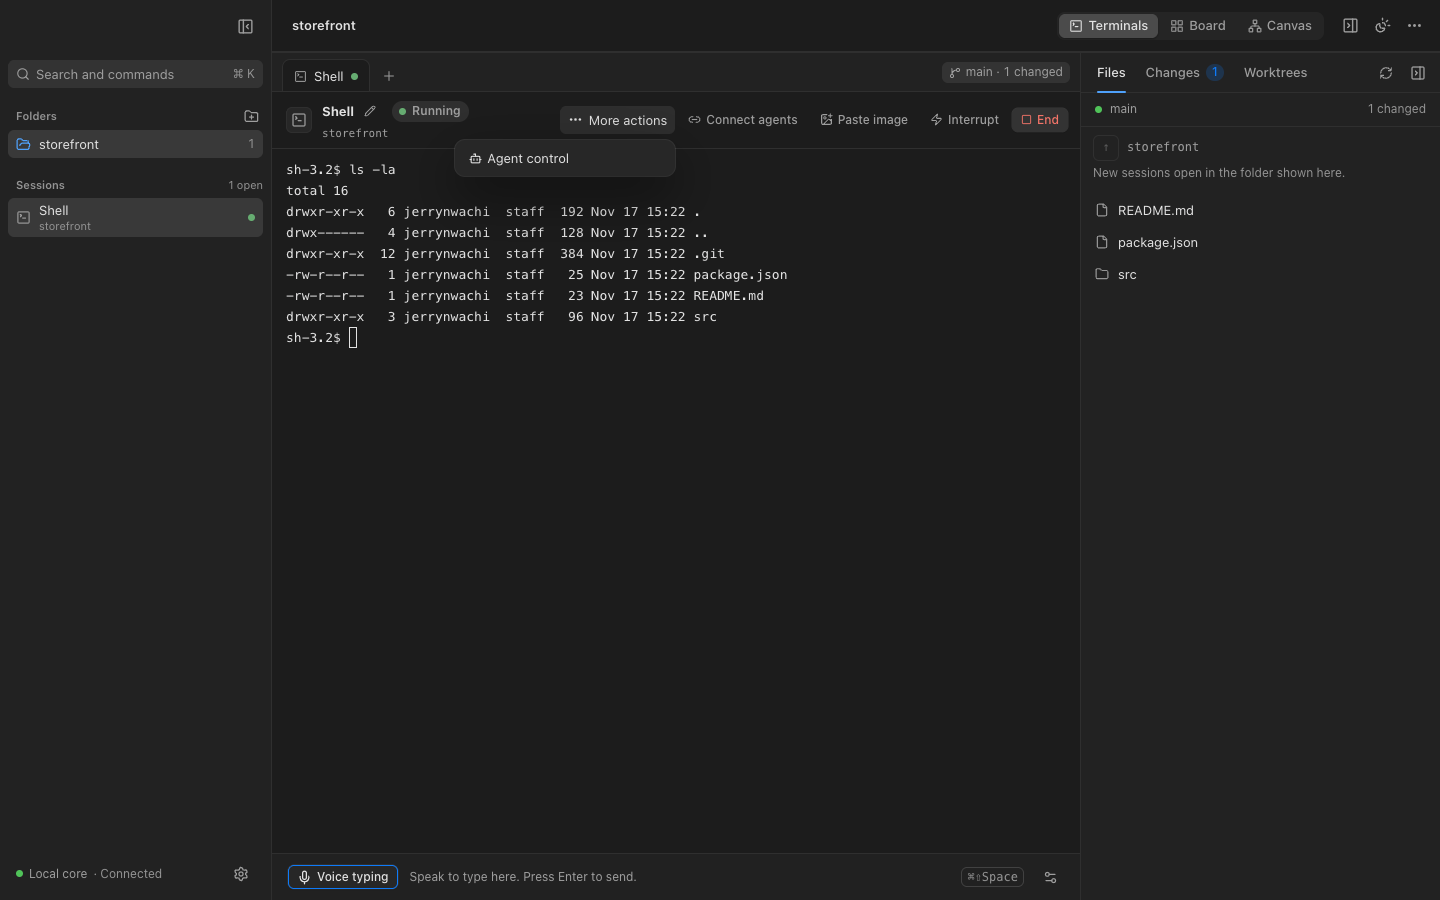 storefront
Terminals
Board
Canvas
Search and commands
⌘ K
Folders
storefront
1
Sessions
1 open
Shell
storefront
Local core · Connected
Shell
main · 1 changed
Shell
Running
storefront
More actions
Connect agents
Paste image
Interrupt
End
Agent control
sh-3.2$ ls -la
total 16
drwxr-xr-x   6 jerrynwachi  staff  192 Nov 17 15:22 .
drwx------   4 jerrynwachi  staff  128 Nov 17 15:22 ..
drwxr-xr-x  12 jerrynwachi  staff  384 Nov 17 15:22 .git
-rw-r--r--   1 jerrynwachi  staff   25 Nov 17 15:22 package.json
-rw-r--r--   1 jerrynwachi  staff   23 Nov 17 15:22 README.md
drwxr-xr-x   3 jerrynwachi  staff   96 Nov 17 15:22 src
sh-3.2$
Voice typing
Speak to type here. Press Enter to send.
⌘⇧Space
Files
Changes 1
Worktrees
main
1 changed
↑ storefront
New sessions open in the folder shown here.
README.md
package.json
src